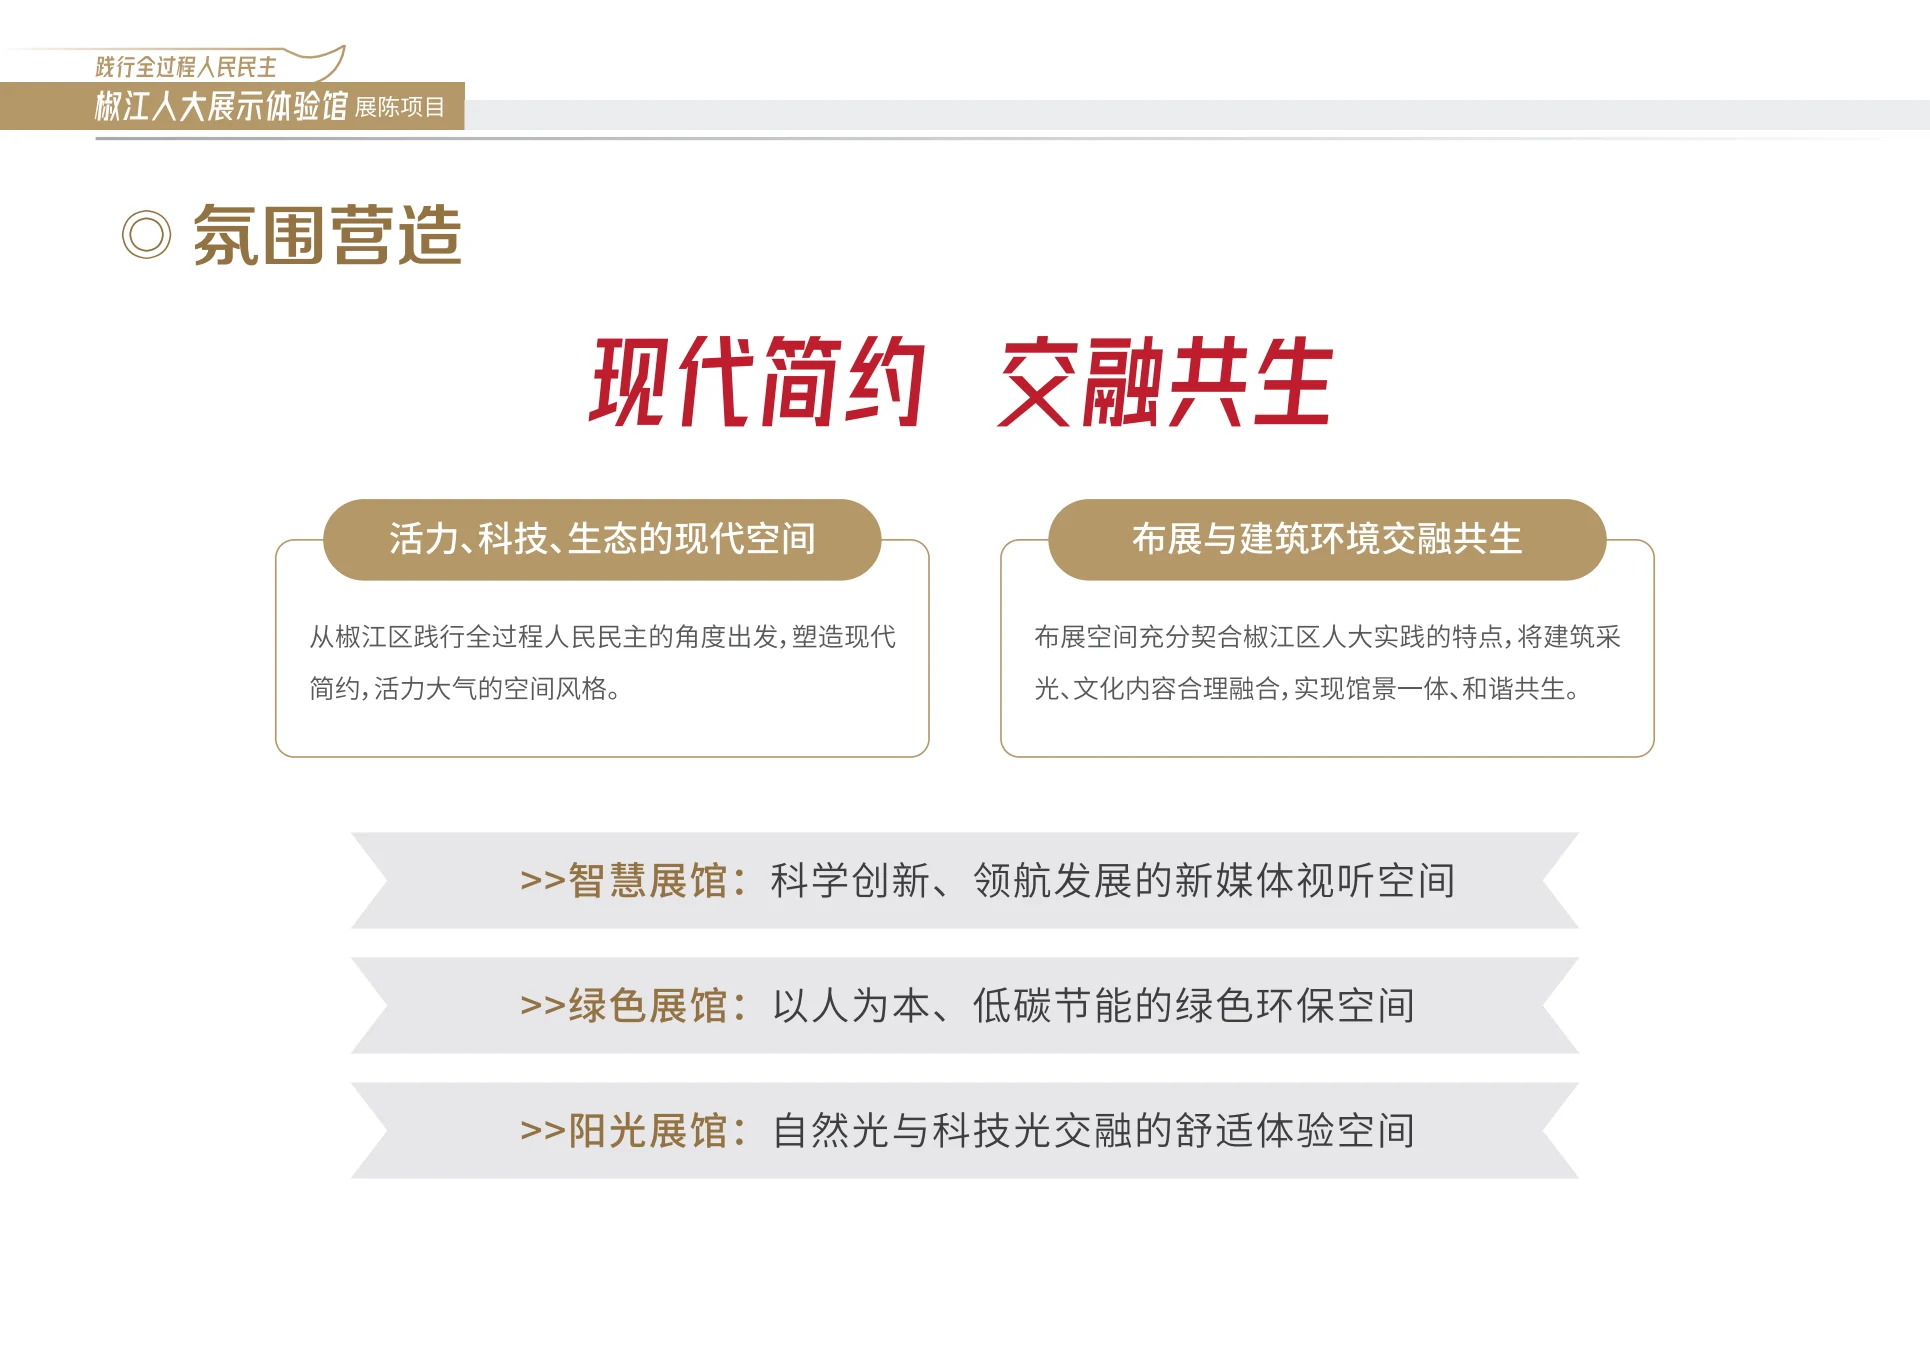 践行全过程人民民主
椒江人大展示体验馆 展陈项目
◎ 氛围营造
现代简约 交融共生
活力、科技、生态的现代空间
从椒江区践行全过程人民民主的角度出发，塑造现代
简约，活力大气的空间风格。
布展与建筑环境交融共生
布展空间充分契合椒江区人大实践的特点，将建筑采
光、文化内容合理融合，实现馆景一体、和谐共生。
>>智慧展馆：科学创新、领航发展的新媒体视听空间
>>绿色展馆：以人为本、低碳节能的绿色环保空间
>>阳光展馆：自然光与科技光交融的舒适体验空间